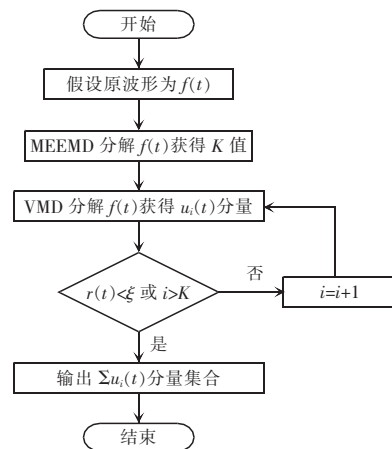 开始
假设原波形为 f(t)
MEEMD 分解 f(t)获得 K 值
VMD 分解 f(t)获得 u_i(t)分量
r(t)<ξ 或 i>K
否
i=i+1
是
输出 Σu_i(t)分量集合
结束